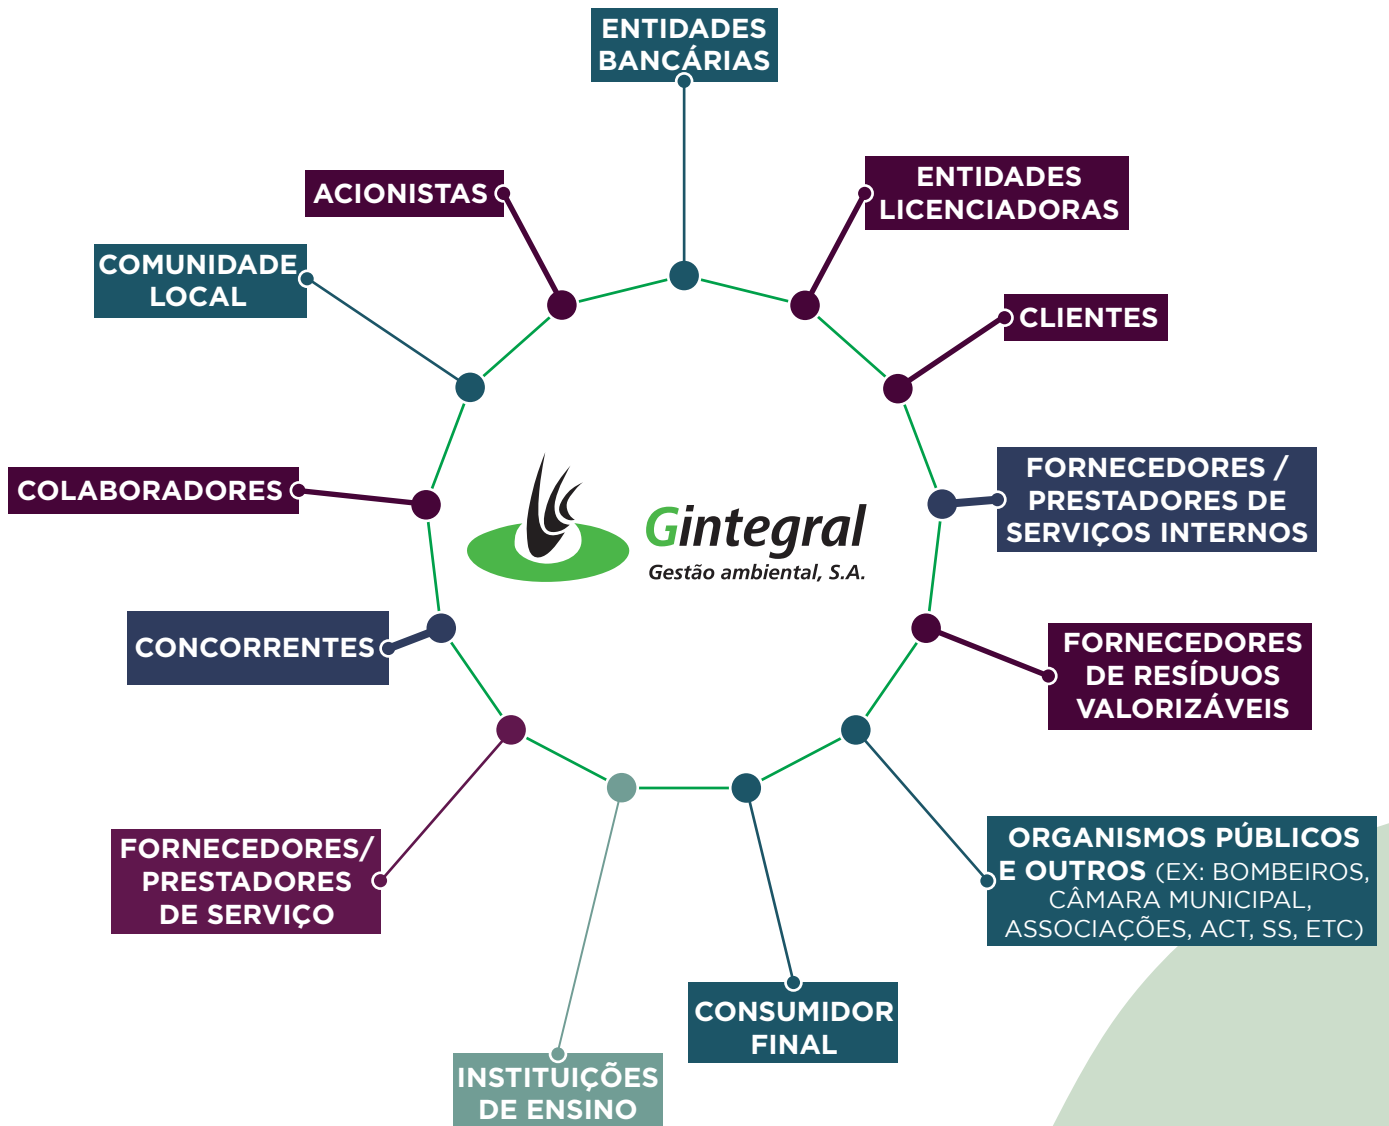 ENTIDADES
BANCÁRIAS
ACIONISTAS
ENTIDADES
LICENCIADORAS
COMUNIDADE
LOCAL
CLIENTES
COLABORADORES
FORNECEDORES /
PRESTADORES DE
SERVIÇOS INTERNOS
Gintegral
Gestão ambiental, S.A.
CONCORRENTES
FORNECEDORES
DE RESÍDUOS
VALORIZÁVEIS
FORNECEDORES/
PRESTADORES
DE SERVIÇO
ORGANISMOS PÚBLICOS
E OUTROS (EX: BOMBEIROS,
CÂMARA MUNICIPAL,
ASSOCIAÇÕES, ACT, SS, ETC)
CONSUMIDOR
FINAL
INSTITUIÇÕES
DE ENSINO